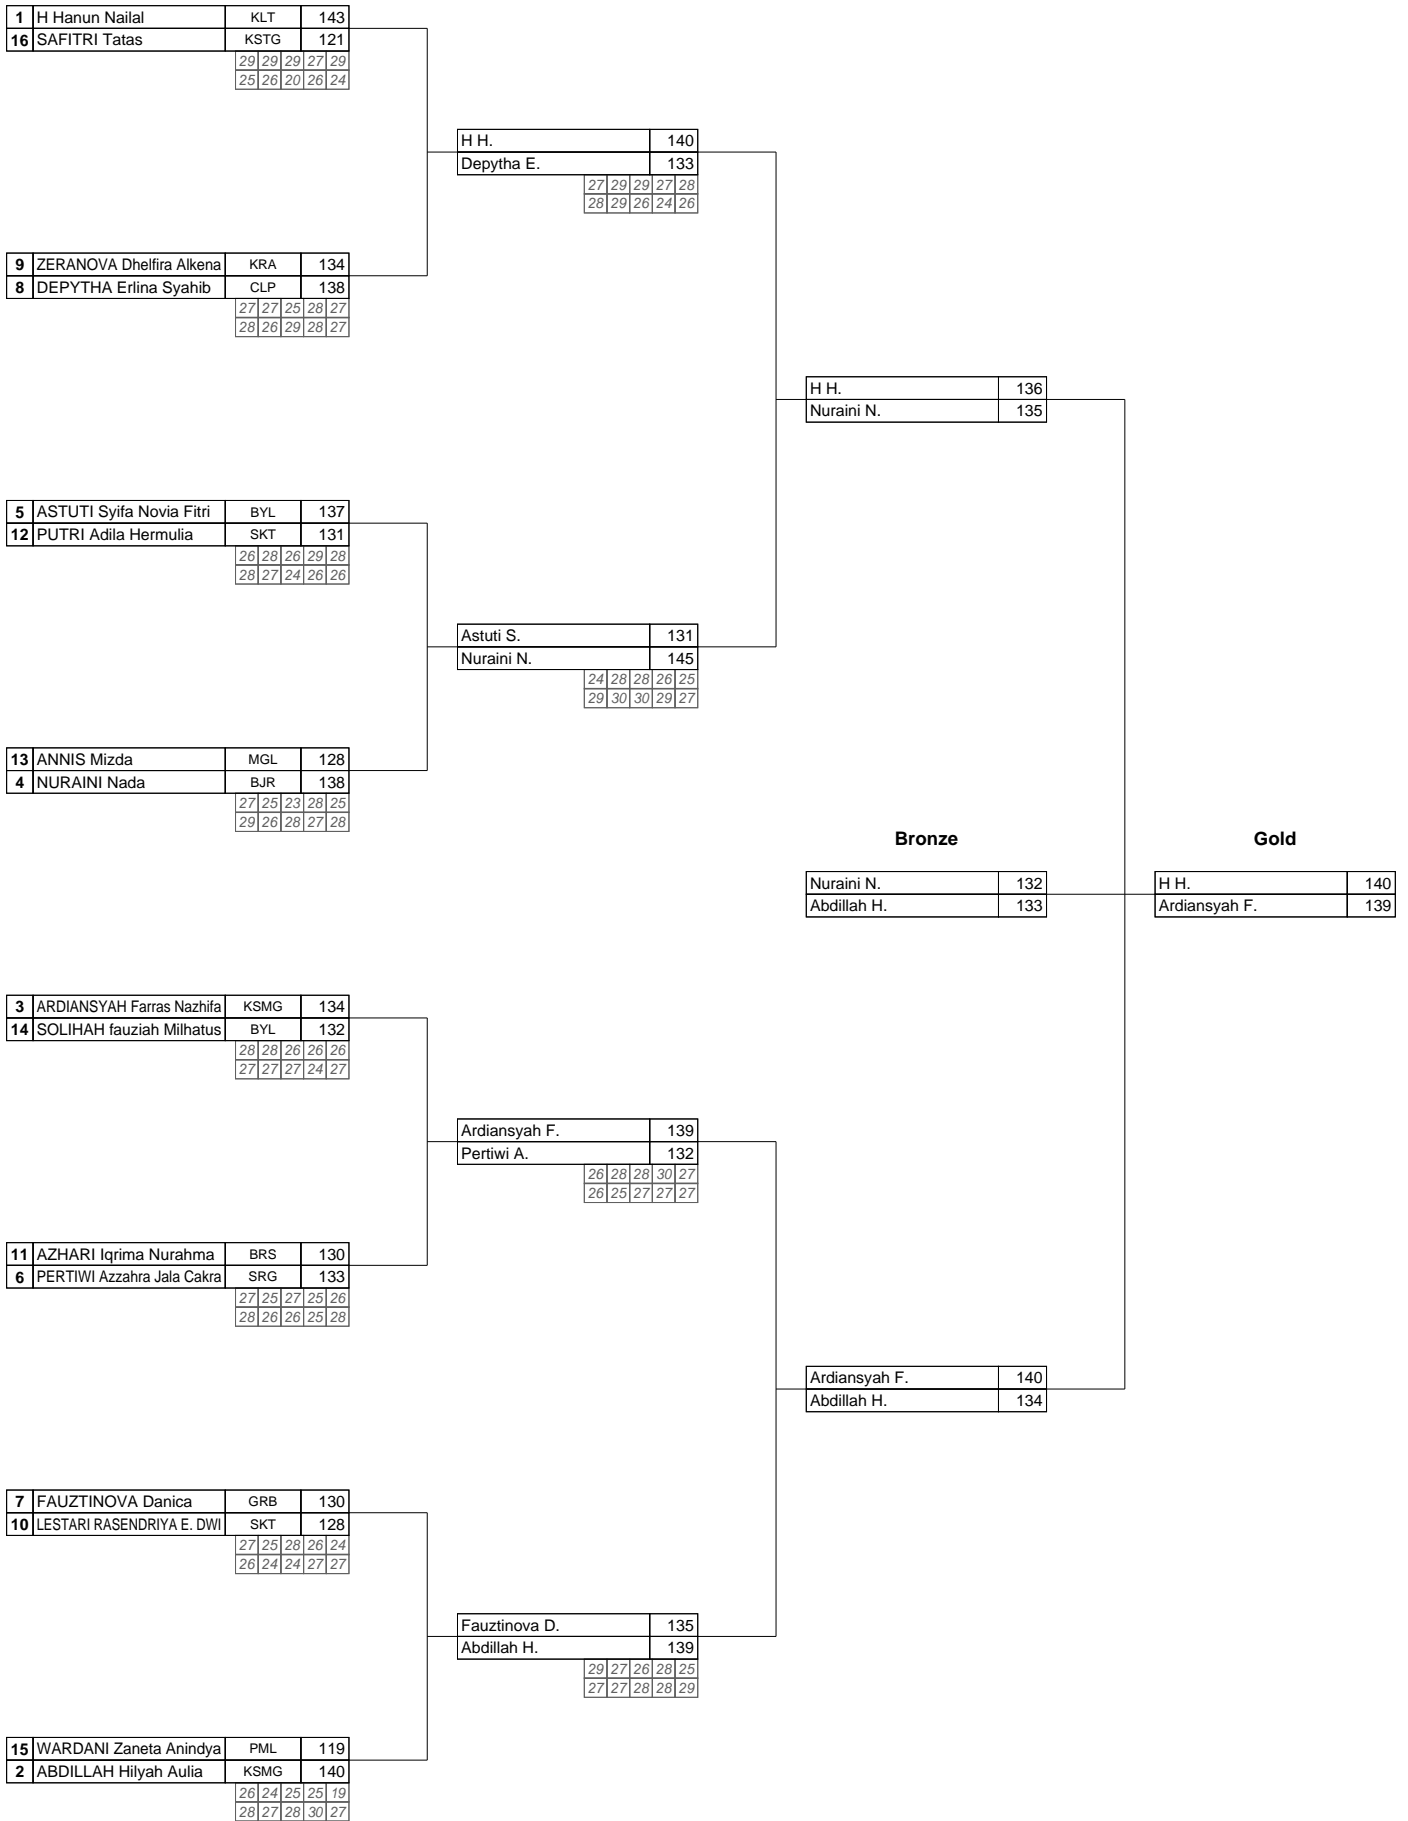 1 H Hanun Nailal KLT 143
16 SAFITRI Tatas KSTG 121
29 29 29 27 29
25 26 20 26 24
H H. 140
Depytha E. 133
27 29 29 27 28
28 29 26 24 26
9 ZERANOVA Dhelfira Alkena KRA 134
8 DEPYTHA Erlina Syahib CLP 138
27 27 25 28 27
28 26 29 28 27
H H. 136
Nuraini N. 135
5 ASTUTI Syifa Novia Fitri BYL 137
12 PUTRI Adila Hermulia SKT 131
26 28 26 29 28
28 27 24 26 26
Astuti S. 131
Nuraini N. 145
24 28 28 26 25
29 30 30 29 27
13 ANNIS Mizda MGL 128
4 NURAINI Nada BJR 138
27 25 23 28 25
29 26 28 27 28
Bronze Gold
Nuraini N. 132 H H. 140
Abdillah H. 133 Ardiansyah F. 139
3 ARDIANSYAH Farras Nazhifa KSMG 134
14 SOLIHAH fauziah Milhatus BYL 132
28 28 26 26 26
27 27 27 24 27
Ardiansyah F. 139
Pertiwi A. 132
26 28 28 30 27
26 25 27 27 27
11 AZHARI Iqrima Nurahma BRS 130
6 PERTIWI Azzahra Jala Cakra SRG 133
27 25 27 25 26
28 26 26 25 28
Ardiansyah F. 140
Abdillah H. 134
7 FAUZTINOVA Danica GRB 130
10 LESTARI RASENDRIYA E. DWI SKT 128
27 25 28 26 24
26 24 24 27 27
Fauztinova D. 135
Abdillah H. 139
29 27 26 28 25
27 27 28 28 29
15 WARDANI Zaneta Anindya PML 119
2 ABDILLAH Hilyah Aulia KSMG 140
26 24 25 25 19
28 27 28 30 27